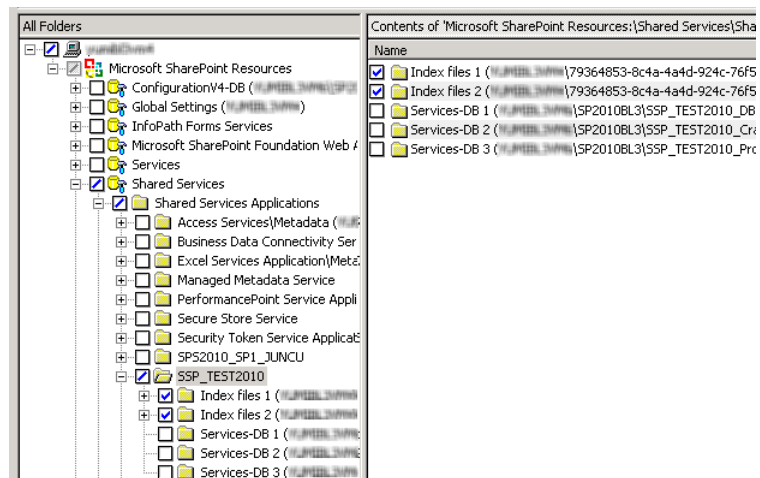 All Folders
Contents of 'Microsoft SharePoint Resources:\Shared Services\Sha
Name
Microsoft SharePoint Resources
ConfigurationV4-DB (
Global Settings ( )
InfoPath Forms Services
Microsoft SharePoint Foundation Web A
Services
Shared Services
Shared Services Applications
Access Services\Metadata (
Business Data Connectivity Ser
Excel Services Application\Meta
Managed Metadata Service
PerformancePoint Service Appli
Secure Store Service
Security Token Service Applicat
SPS2010_SP1_JUNCU
SSP_TEST2010
Index files 1 (
Index files 2 (
Services-DB 1 (
Services-DB 2 (
Services-DB 3 (
Index files 1 ( \79364853-8c4a-4a4d-924c-76f5
Index files 2 ( \79364853-8c4a-4a4d-924c-76f5
Services-DB 1 ( \SP2010BL3\SSP_TEST2010_DB
Services-DB 2 ( \SP2010BL3\SSP_TEST2010_Cra
Services-DB 3 ( \SP2010BL3\SSP_TEST2010_Pro